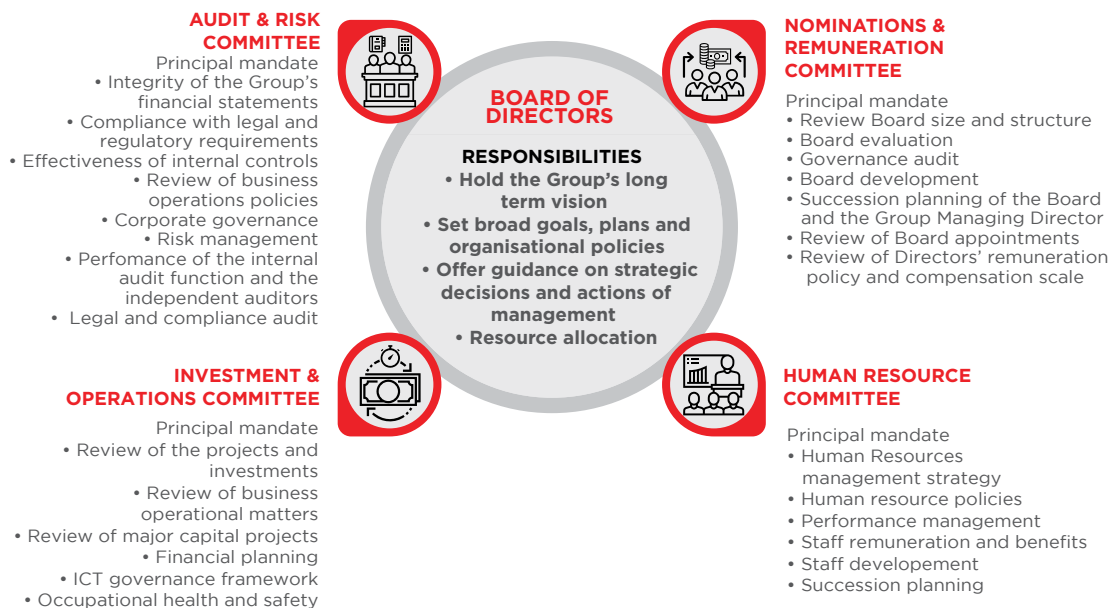 AUDIT & RISK
COMMITTEE
Principal mandate
• Integrity of the Group's
financial statements
• Compliance with legal and
regulatory requirements
• Effectiveness of internal controls
• Review of business
operations policies
• Corporate governance
• Risk management
• Perfomance of the internal
audit function and the
independent auditors
• Legal and compliance audit
BOARD OF
DIRECTORS
RESPONSIBILITIES
• Hold the Group's long
term vision
• Set broad goals, plans and
organisational policies
• Offer guidance on strategic
decisions and actions of
management
• Resource allocation
NOMINATIONS &
REMUNERATION
COMMITTEE
Principal mandate
• Review Board size and structure
• Board evaluation
• Governance audit
• Board development
• Succession planning of the Board
and the Group Managing Director
• Review of Board appointments
• Review of Directors' remuneration
policy and compensation scale
INVESTMENT &
OPERATIONS COMMITTEE
Principal mandate
• Review of the projects and
investments
• Review of business
operational matters
• Review of major capital projects
• Financial planning
• ICT governance framework
• Occupational health and safety
HUMAN RESOURCE
COMMITTEE
Principal mandate
• Human Resources
management strategy
• Human resource policies
• Performance management
• Staff remuneration and benefits
• Staff developement
• Succession planning